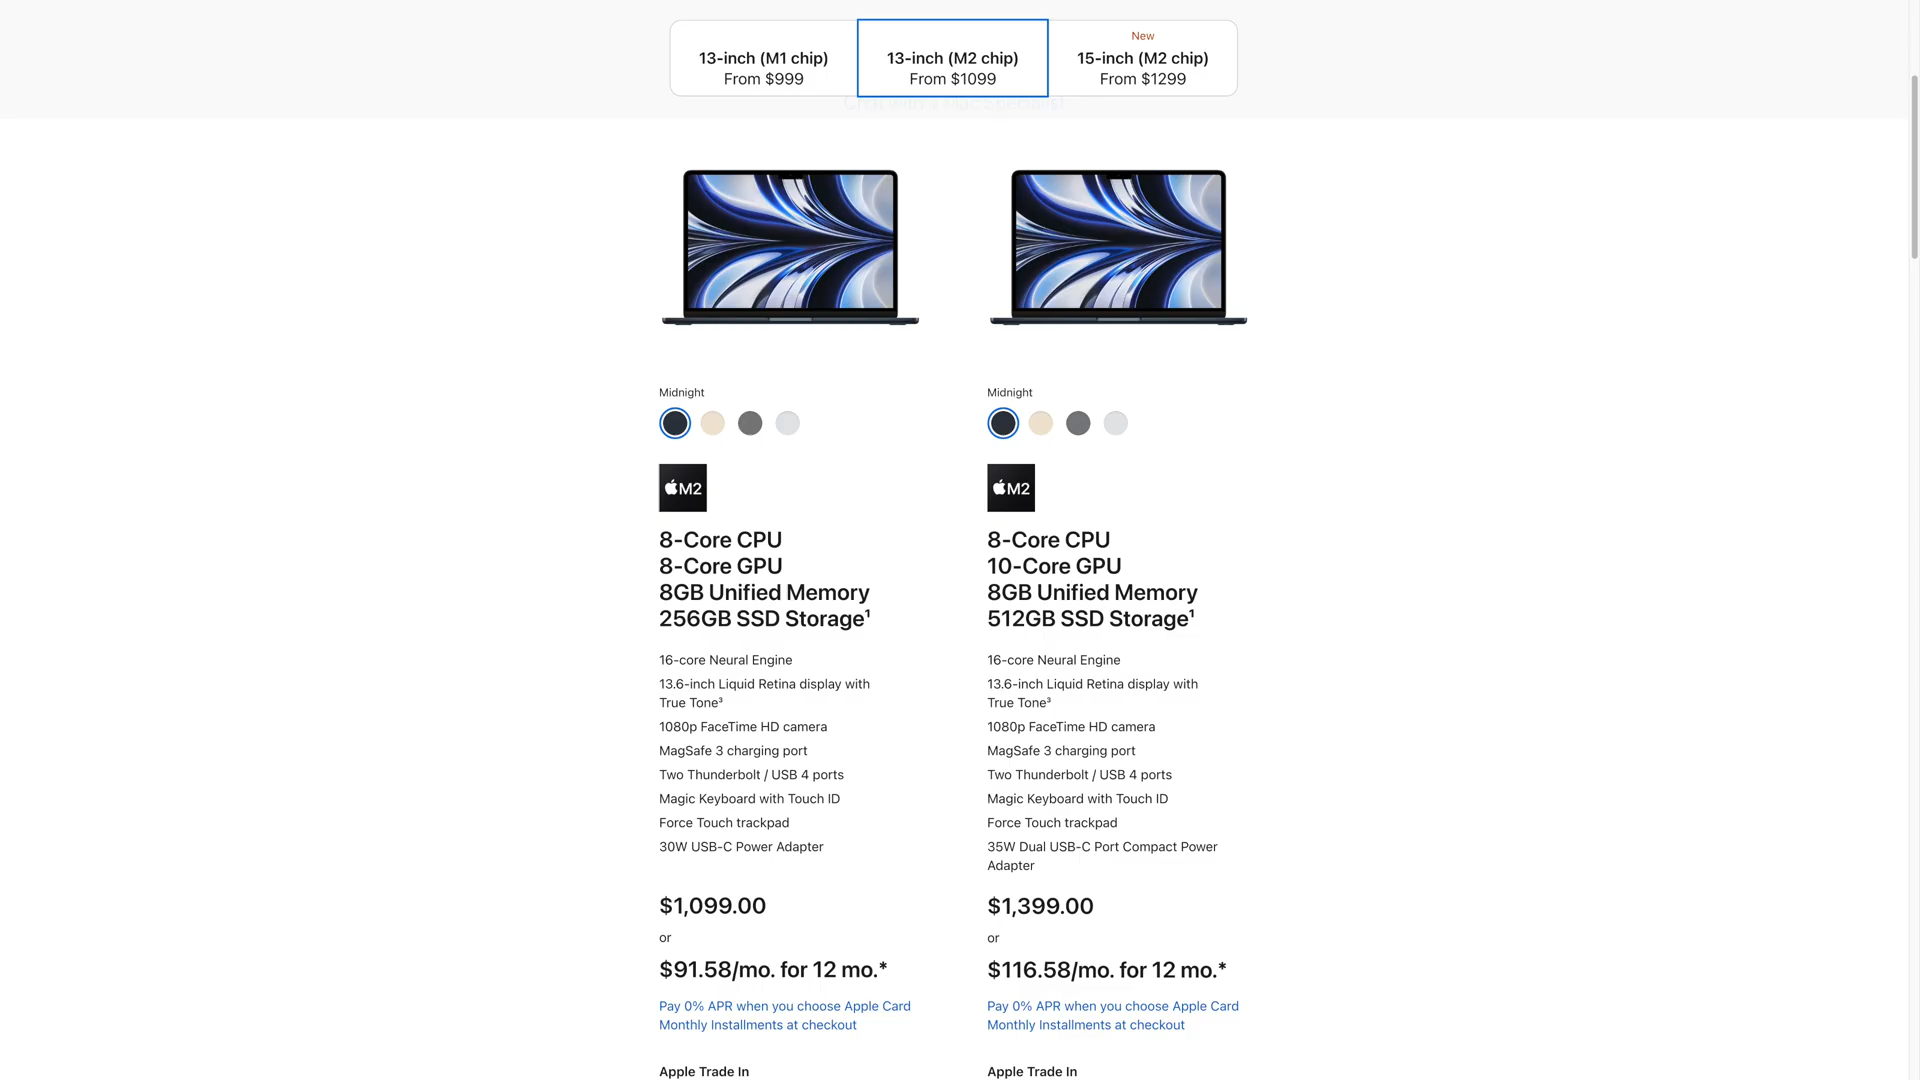 13-inch (M1 chip)
From $999
13-inch (M2 chip)
From $1099
New
15-inch (M2 chip)
From $1299
Midnight
M2
8-Core CPU
8-Core GPU
8GB Unified Memory
256GB SSD Storage¹
16-core Neural Engine
13.6-inch Liquid Retina display with
True Tone³
1080p FaceTime HD camera
MagSafe 3 charging port
Two Thunderbolt / USB 4 ports
Magic Keyboard with Touch ID
Force Touch trackpad
30W USB-C Power Adapter
$1,099.00
or
$91.58/mo. for 12 mo.*
Pay 0% APR when you choose Apple Card
Monthly Installments at checkout
Apple Trade In
Midnight
M2
8-Core CPU
10-Core GPU
8GB Unified Memory
512GB SSD Storage¹
16-core Neural Engine
13.6-inch Liquid Retina display with
True Tone³
1080p FaceTime HD camera
MagSafe 3 charging port
Two Thunderbolt / USB 4 ports
Magic Keyboard with Touch ID
Force Touch trackpad
35W Dual USB-C Port Compact Power
Adapter
$1,399.00
or
$116.58/mo. for 12 mo.*
Pay 0% APR when you choose Apple Card
Monthly Installments at checkout
Apple Trade In